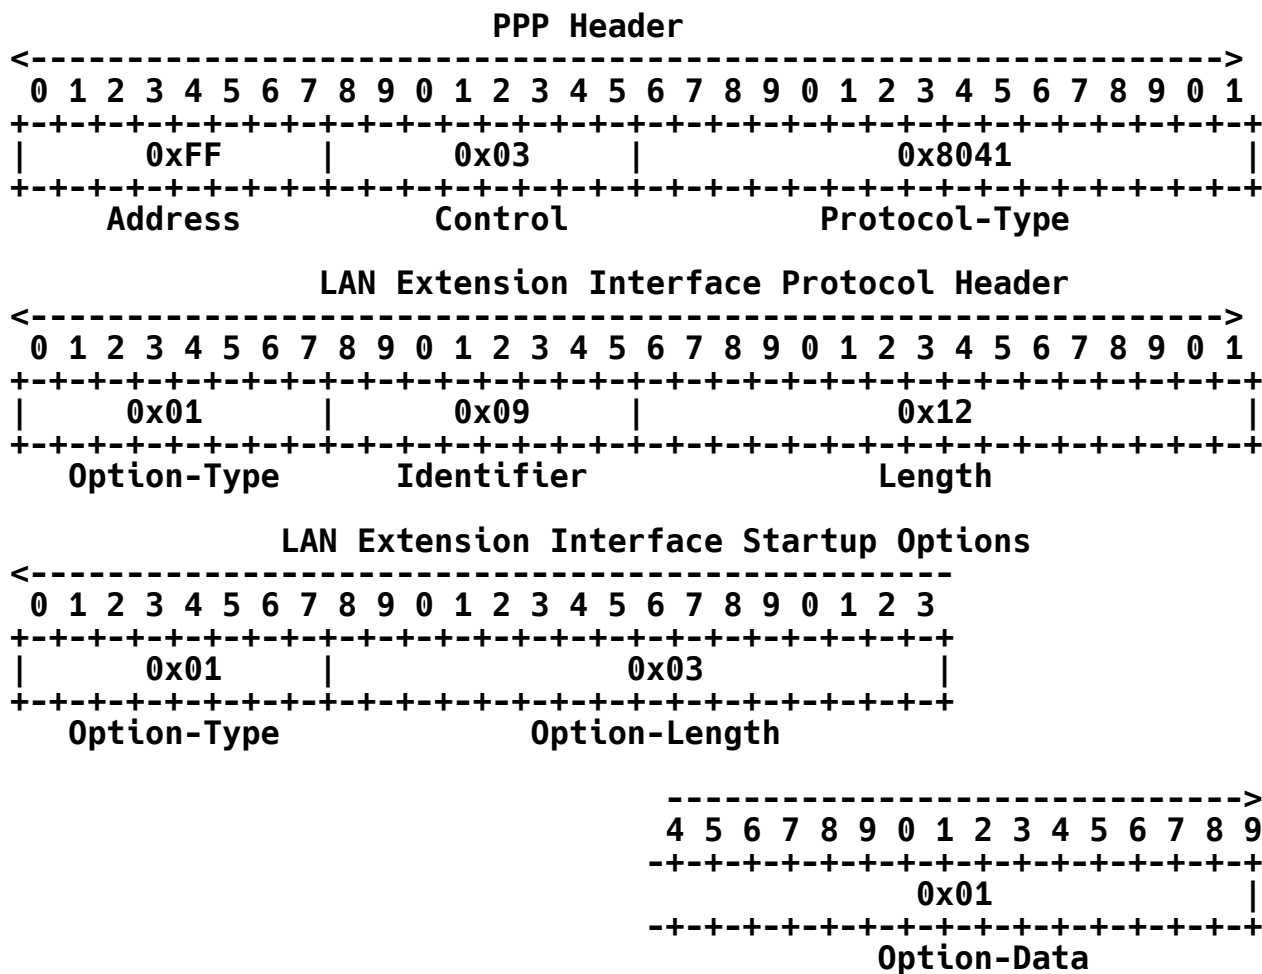 PPP Header
<-------------------------------------------------------------->
 0 1 2 3 4 5 6 7 8 9 0 1 2 3 4 5 6 7 8 9 0 1 2 3 4 5 6 7 8 9 0 1
+-+-+-+-+-+-+-+-+-+-+-+-+-+-+-+-+-+-+-+-+-+-+-+-+-+-+-+-+-+-+-+-+
|      0xFF     |      0x03     |             0x8041            |
+-+-+-+-+-+-+-+-+-+-+-+-+-+-+-+-+-+-+-+-+-+-+-+-+-+-+-+-+-+-+-+-+
     Address          Control             Protocol-Type
                LAN Extension Interface Protocol Header
<-------------------------------------------------------------->
 0 1 2 3 4 5 6 7 8 9 0 1 2 3 4 5 6 7 8 9 0 1 2 3 4 5 6 7 8 9 0 1
+-+-+-+-+-+-+-+-+-+-+-+-+-+-+-+-+-+-+-+-+-+-+-+-+-+-+-+-+-+-+-+-+
|     0x01      |      0x09     |             0x12              |
+-+-+-+-+-+-+-+-+-+-+-+-+-+-+-+-+-+-+-+-+-+-+-+-+-+-+-+-+-+-+-+-+
   Option-Type      Identifier               Length
              LAN Extension Interface Startup Options
<------------------------------------------------
 0 1 2 3 4 5 6 7 8 9 0 1 2 3 4 5 6 7 8 9 0 1 2 3
+-+-+-+-+-+-+-+-+-+-+-+-+-+-+-+-+-+-+-+-+-+-+-+-+
|      0x01     |               0x03            |
+-+-+-+-+-+-+-+-+-+-+-+-+-+-+-+-+-+-+-+-+-+-+-+-+
   Option-Type             Option-Length
                                  ------------------------------>
                                  4 5 6 7 8 9 0 1 2 3 4 5 6 7 8 9
                                 -+-+-+-+-+-+-+-+-+-+-+-+-+-+-+-+
                                               0x01             |
                                 -+-+-+-+-+-+-+-+-+-+-+-+-+-+-+-+
                                             Option-Data